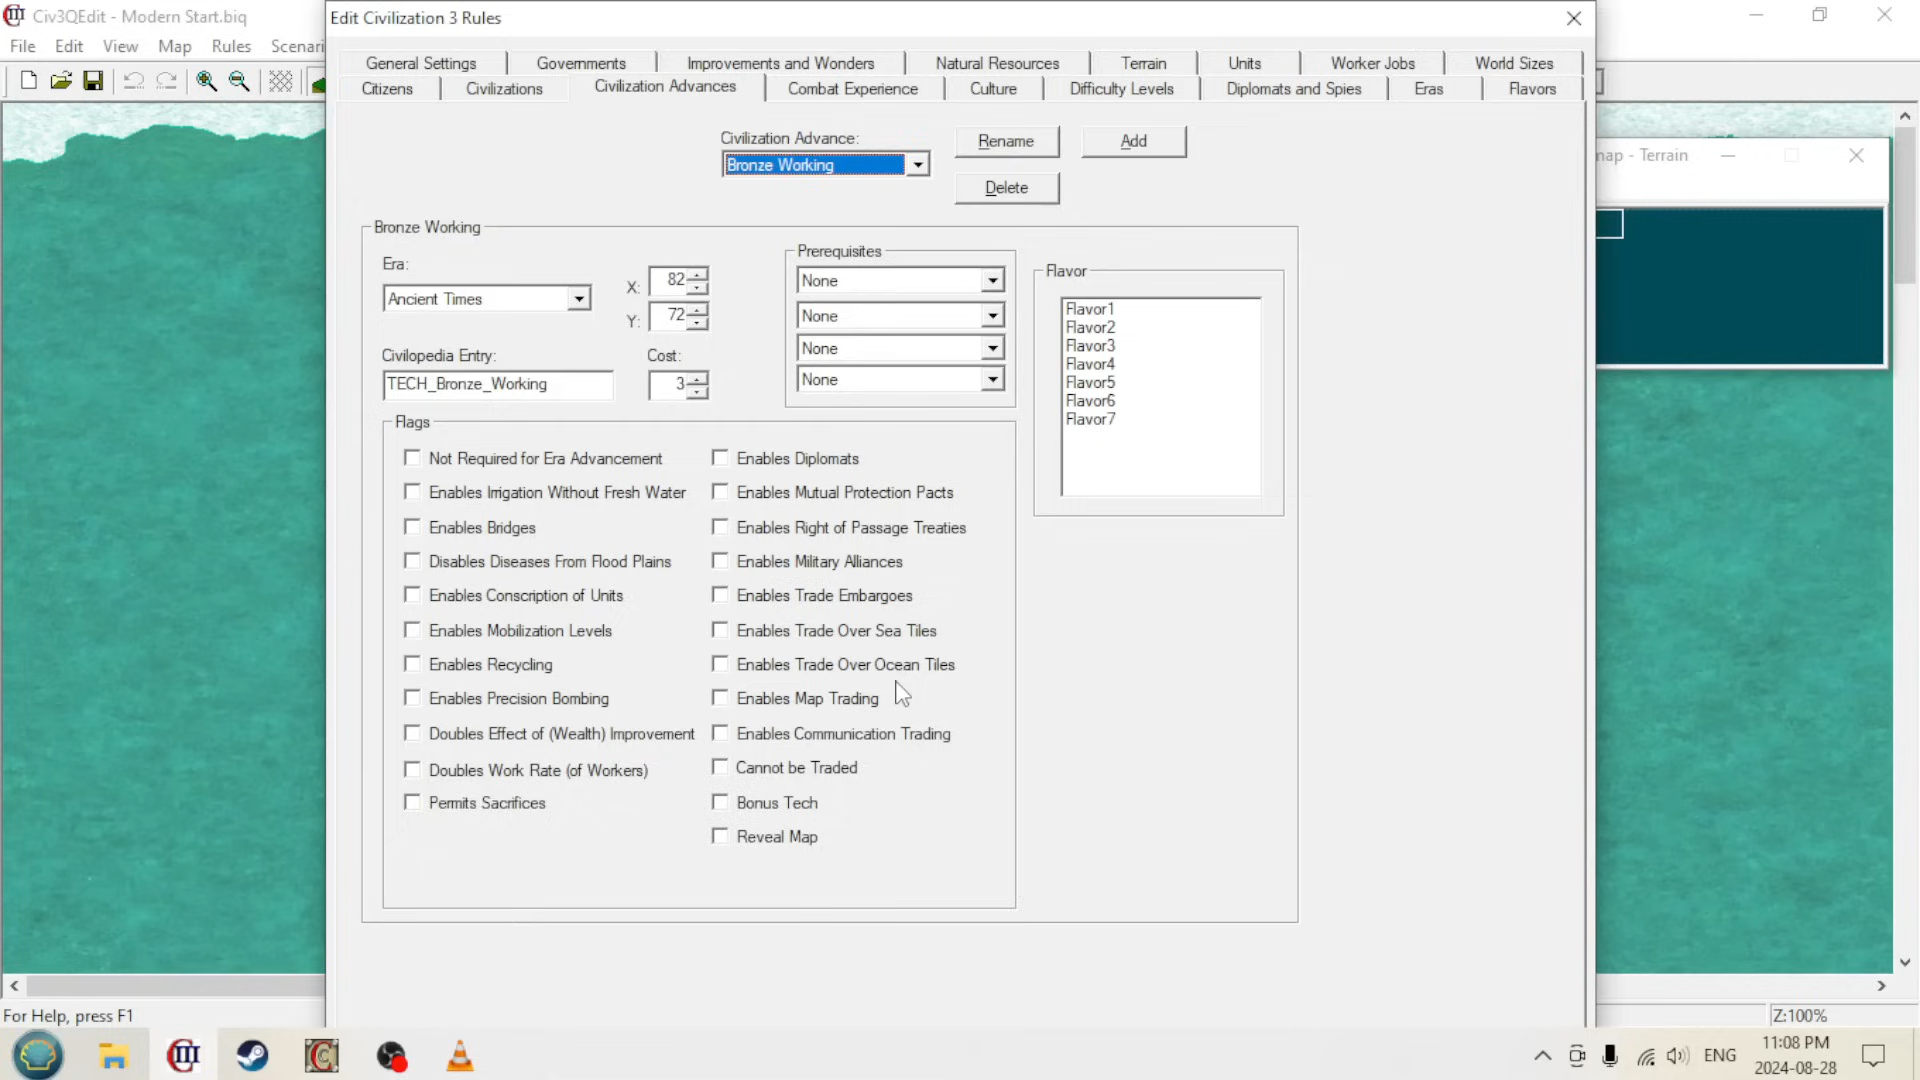 Civ3QEdit - Modern Start.biq
File Edit View Map Rules
Edit Civilization 3 Rules
General Settings Governments Improvements and Wonders Natural Resources Terrain Units Worker Jobs World Sizes
Citizens Civilizations Civilization Advances Combat Experience Culture Difficulty Levels Diplomats and Spies Eras Flavors
Civilization Advance:
Bronze Working
Rename
Add
Delete
- Terrain
Bronze Working
Era:
Ancient Times
X: 82
Y: 72
Civilopedia Entry:
TECH_Bronze_Working
Cost:
3
Prerequisites
None
None
None
None
Flavor
Flavor1
Flavor2
Flavor3
Flavor4
Flavor5
Flavor6
Flavor7
Flags
Not Required for Era Advancement
Enables Irrigation Without Fresh Water
Enables Bridges
Disables Diseases From Flood Plains
Enables Conscription of Units
Enables Mobilization Levels
Enables Recycling
Enables Precision Bombing
Doubles Effect of (Wealth) Improvement
Doubles Work Rate (of Workers)
Permits Sacrifices
Enables Diplomats
Enables Mutual Protection Pacts
Enables Right of Passage Treaties
Enables Military Alliances
Enables Trade Embargoes
Enables Trade Over Sea Tiles
Enables Trade Over Ocean Tiles
Enables Map Trading
Enables Communication Trading
Cannot be Traded
Bonus Tech
Reveal Map
For Help, press F1
Z:100%
ENG
11:08 PM
2024-08-28